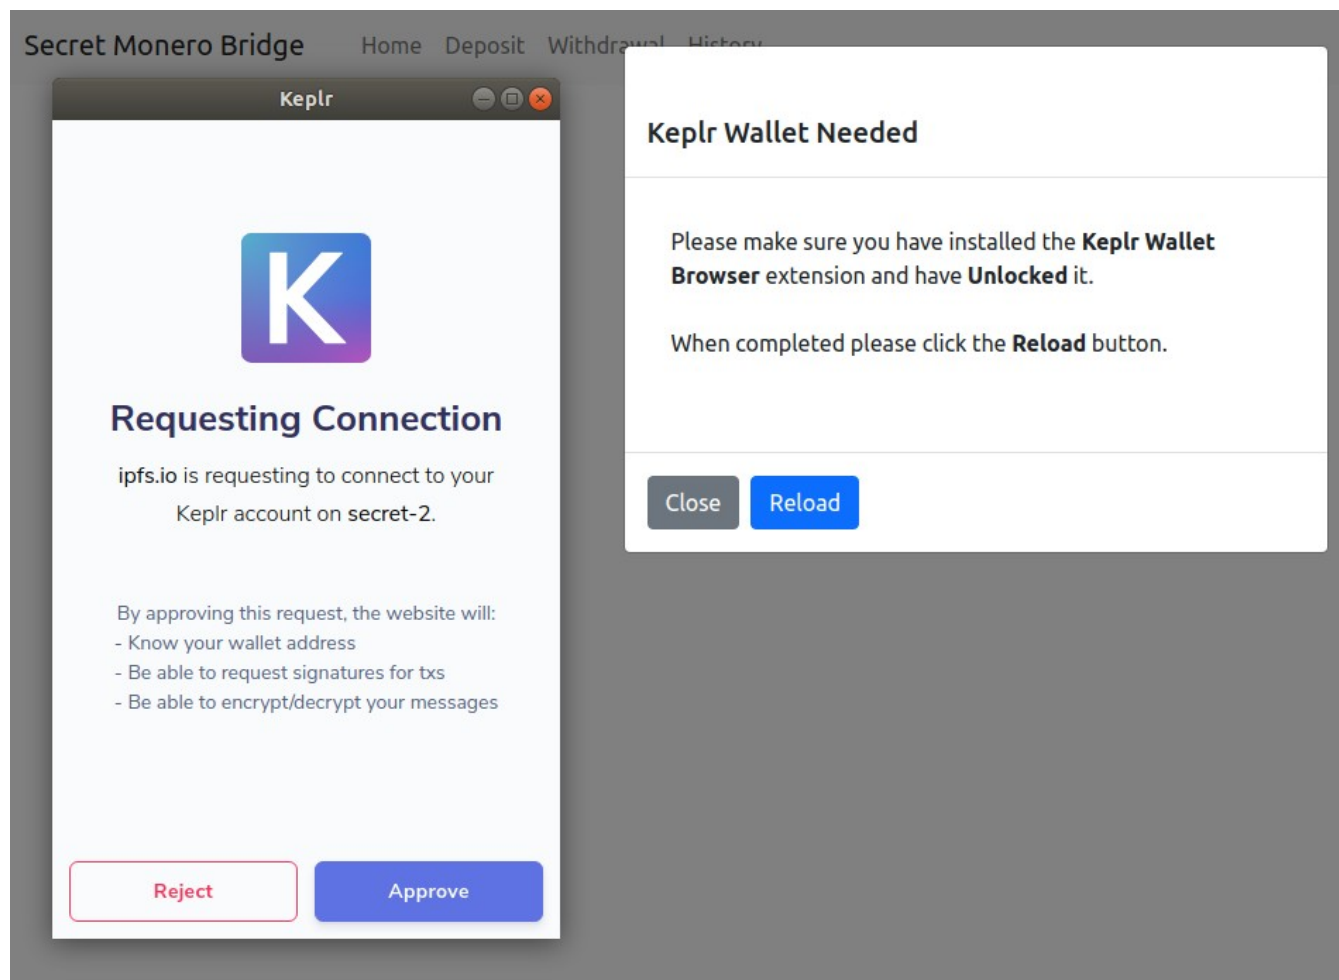 Secret Monero Bridge Home Deposit Withdrawal History
Keplr
K
Requesting Connection
ipfs.io is requesting to connect to your
Keplr account on secret-2.
By approving this request, the website will:
- Know your wallet address
- Be able to request signatures for txs
- Be able to encrypt/decrypt your messages
Reject Approve
Keplr Wallet Needed
Please make sure you have installed the Keplr Wallet
Browser extension and have Unlocked it.
When completed please click the Reload button.
Close Reload